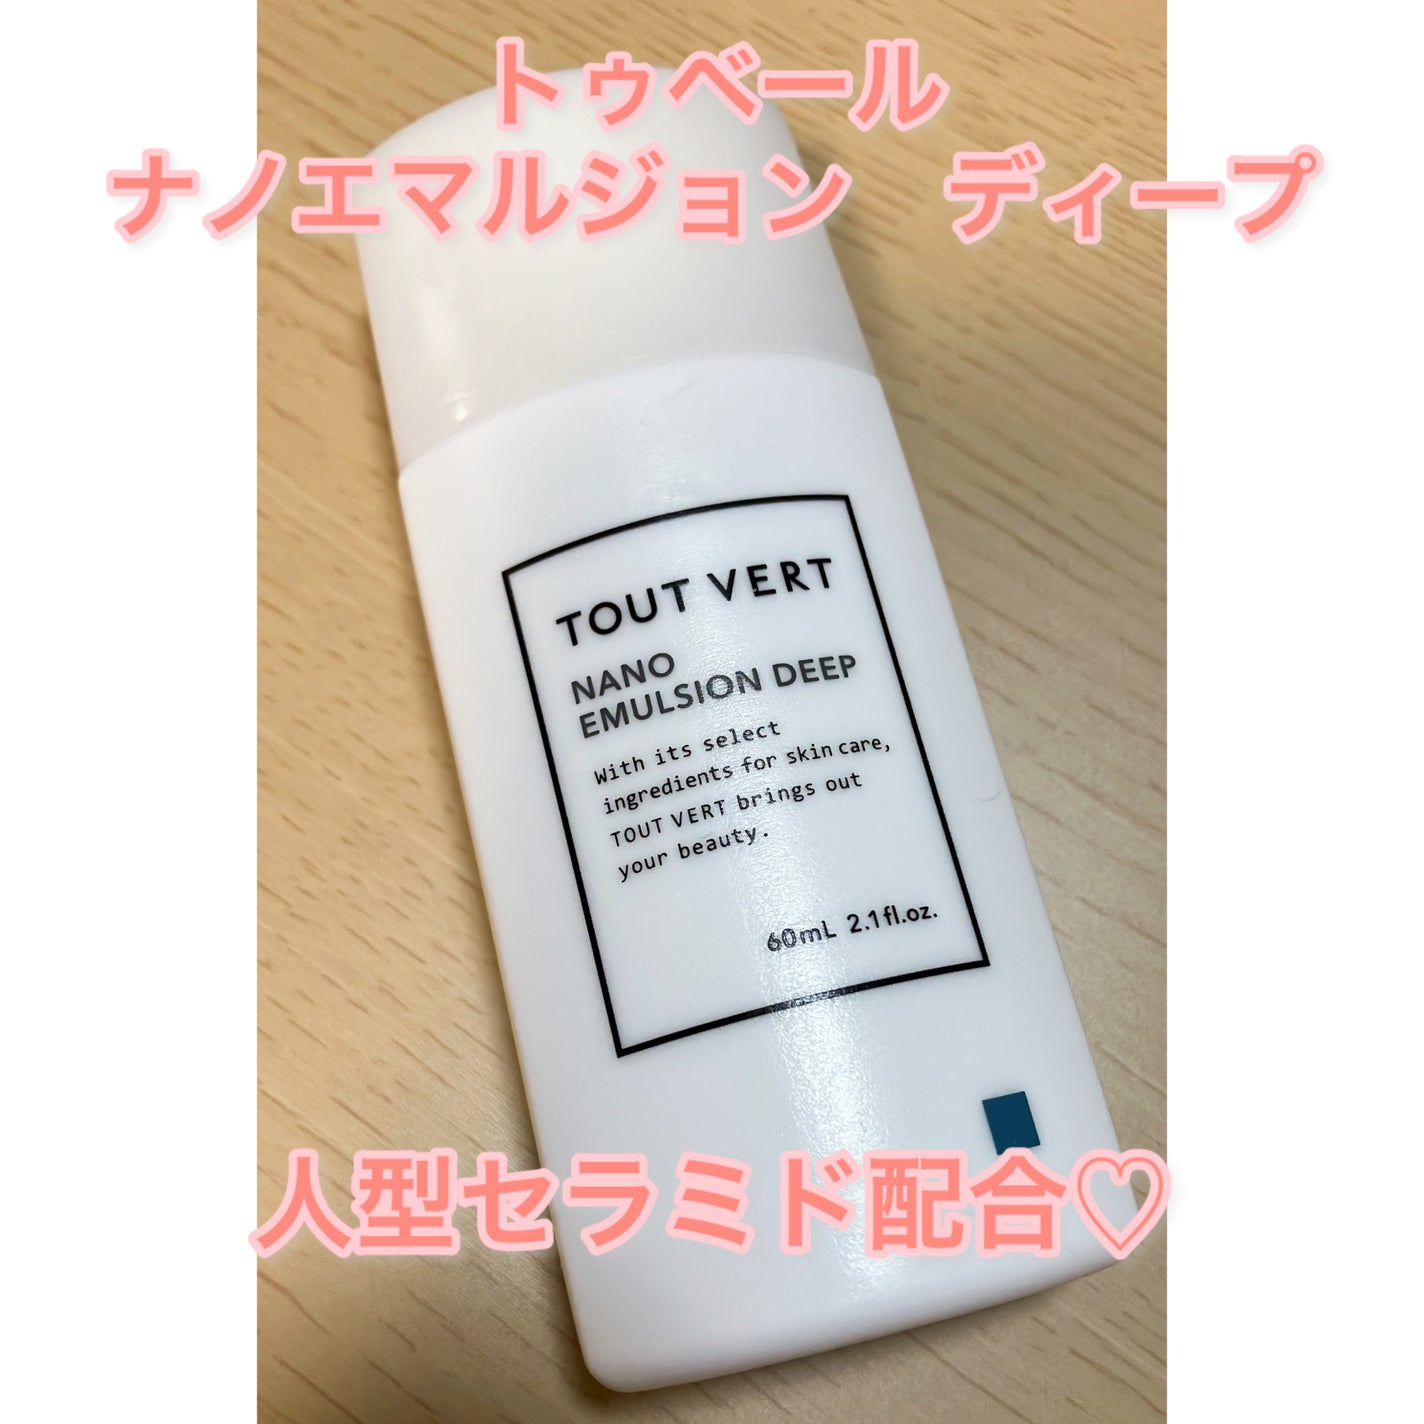 トゥベール
ナノエマルジョン　ディープ
TOUT VERT
NANO
EMULSION DEEP
With its select
ingredients for skin care,
TOUT VERT brings out
your beauty.
60mL 2.1fl.oz.
人型セラミド配合♡